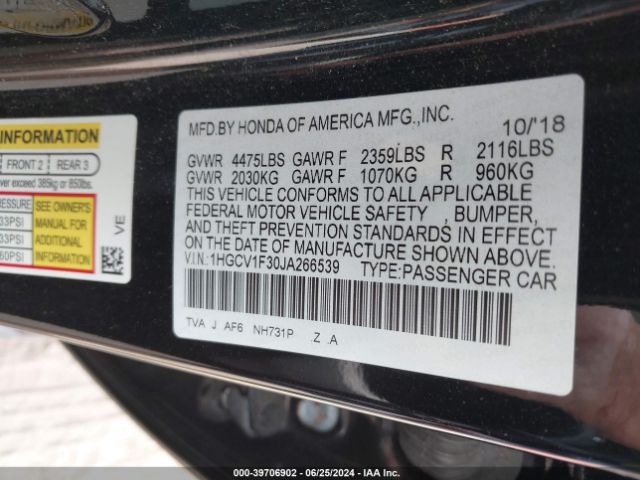 INFORMATION
FRONT 2 REAR 3
ver exceed 385kg or 850lbs.
RESSURE SEE OWNER'S
33PSI MANUAL FOR
33PSI ADDITIONAL
60PSI INFORMATION
VE
MFD.BY HONDA OF AMERICA MFG.,INC.
10/'18
GVWR 4475LBS GAWR F 2359LBS R 2116LBS
GVWR 2030KG GAWR F 1070KG R 960KG
THIS VEHICLE CONFORMS TO ALL APPLICABLE
FEDERAL MOTOR VEHICLE SAFETY , BUMPER,
AND THEFT PREVENTION STANDARDS IN EFFECT
ON THE DATE OF MANUFACTURE SHOWN ABOVE.
V.I.N:1HGCV1F30JA266539 TYPE:PASSENGER CAR
TVA J AF6 NH731P .Z .A
000-39706902 - 06/25/2024 - IAA Inc.